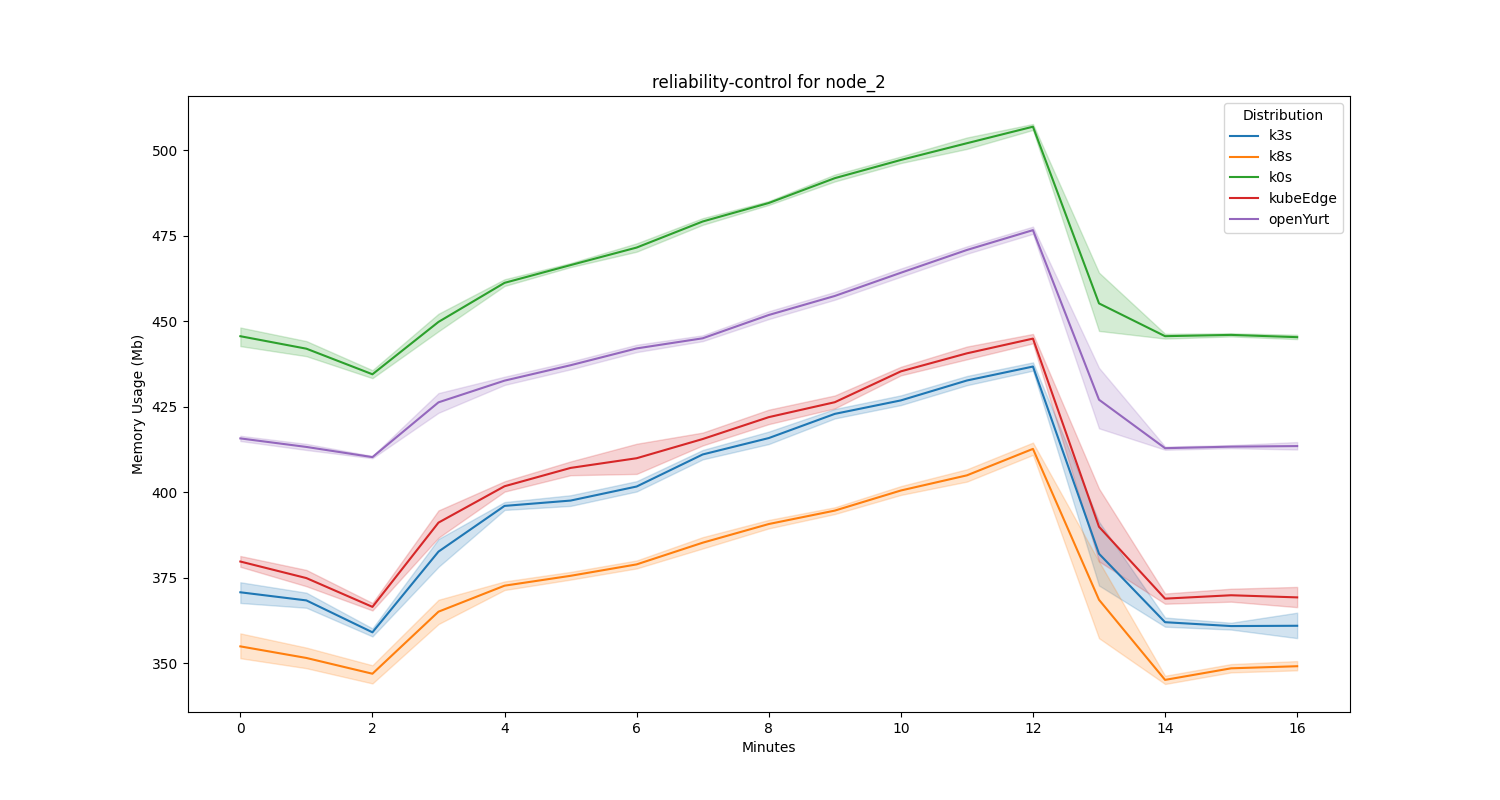 reliability-control for node_2
Distribution
k3s
k8s
k0s
kubeEdge
openYurt
Memory Usage (Mb)
500
475
450
425
400
375
350
0 2 4 6 8 10 12 14 16
Minutes